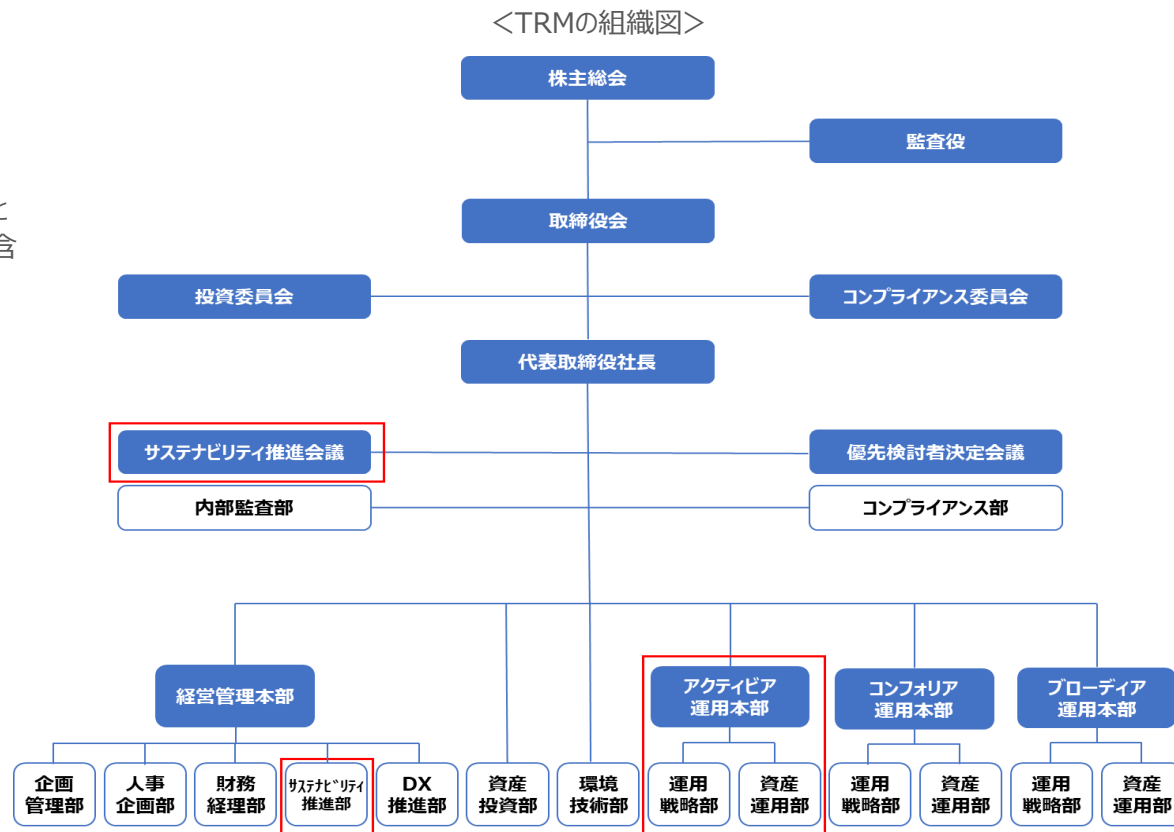 ＜TRMの組織図＞
株主総会
監査役
と
含
取締役会
投資委員会
コンプライアンス委員会
代表取締役社長
サステナビリティ推進会議
優先検討者決定会議
内部監査部
コンプライアンス部
経営管理本部
アクティビア
運用本部
コンフォリア
運用本部
ブローディア
運用本部
企画
管理部
人事
企画部
財務
経理部
ｻｽﾃﾅﾋﾞﾘﾃｨ
推進部
DX
推進部
資産
投資部
環境
技術部
運用
戦略部
資産
運用部
運用
戦略部
資産
運用部
運用
戦略部
資産
運用部